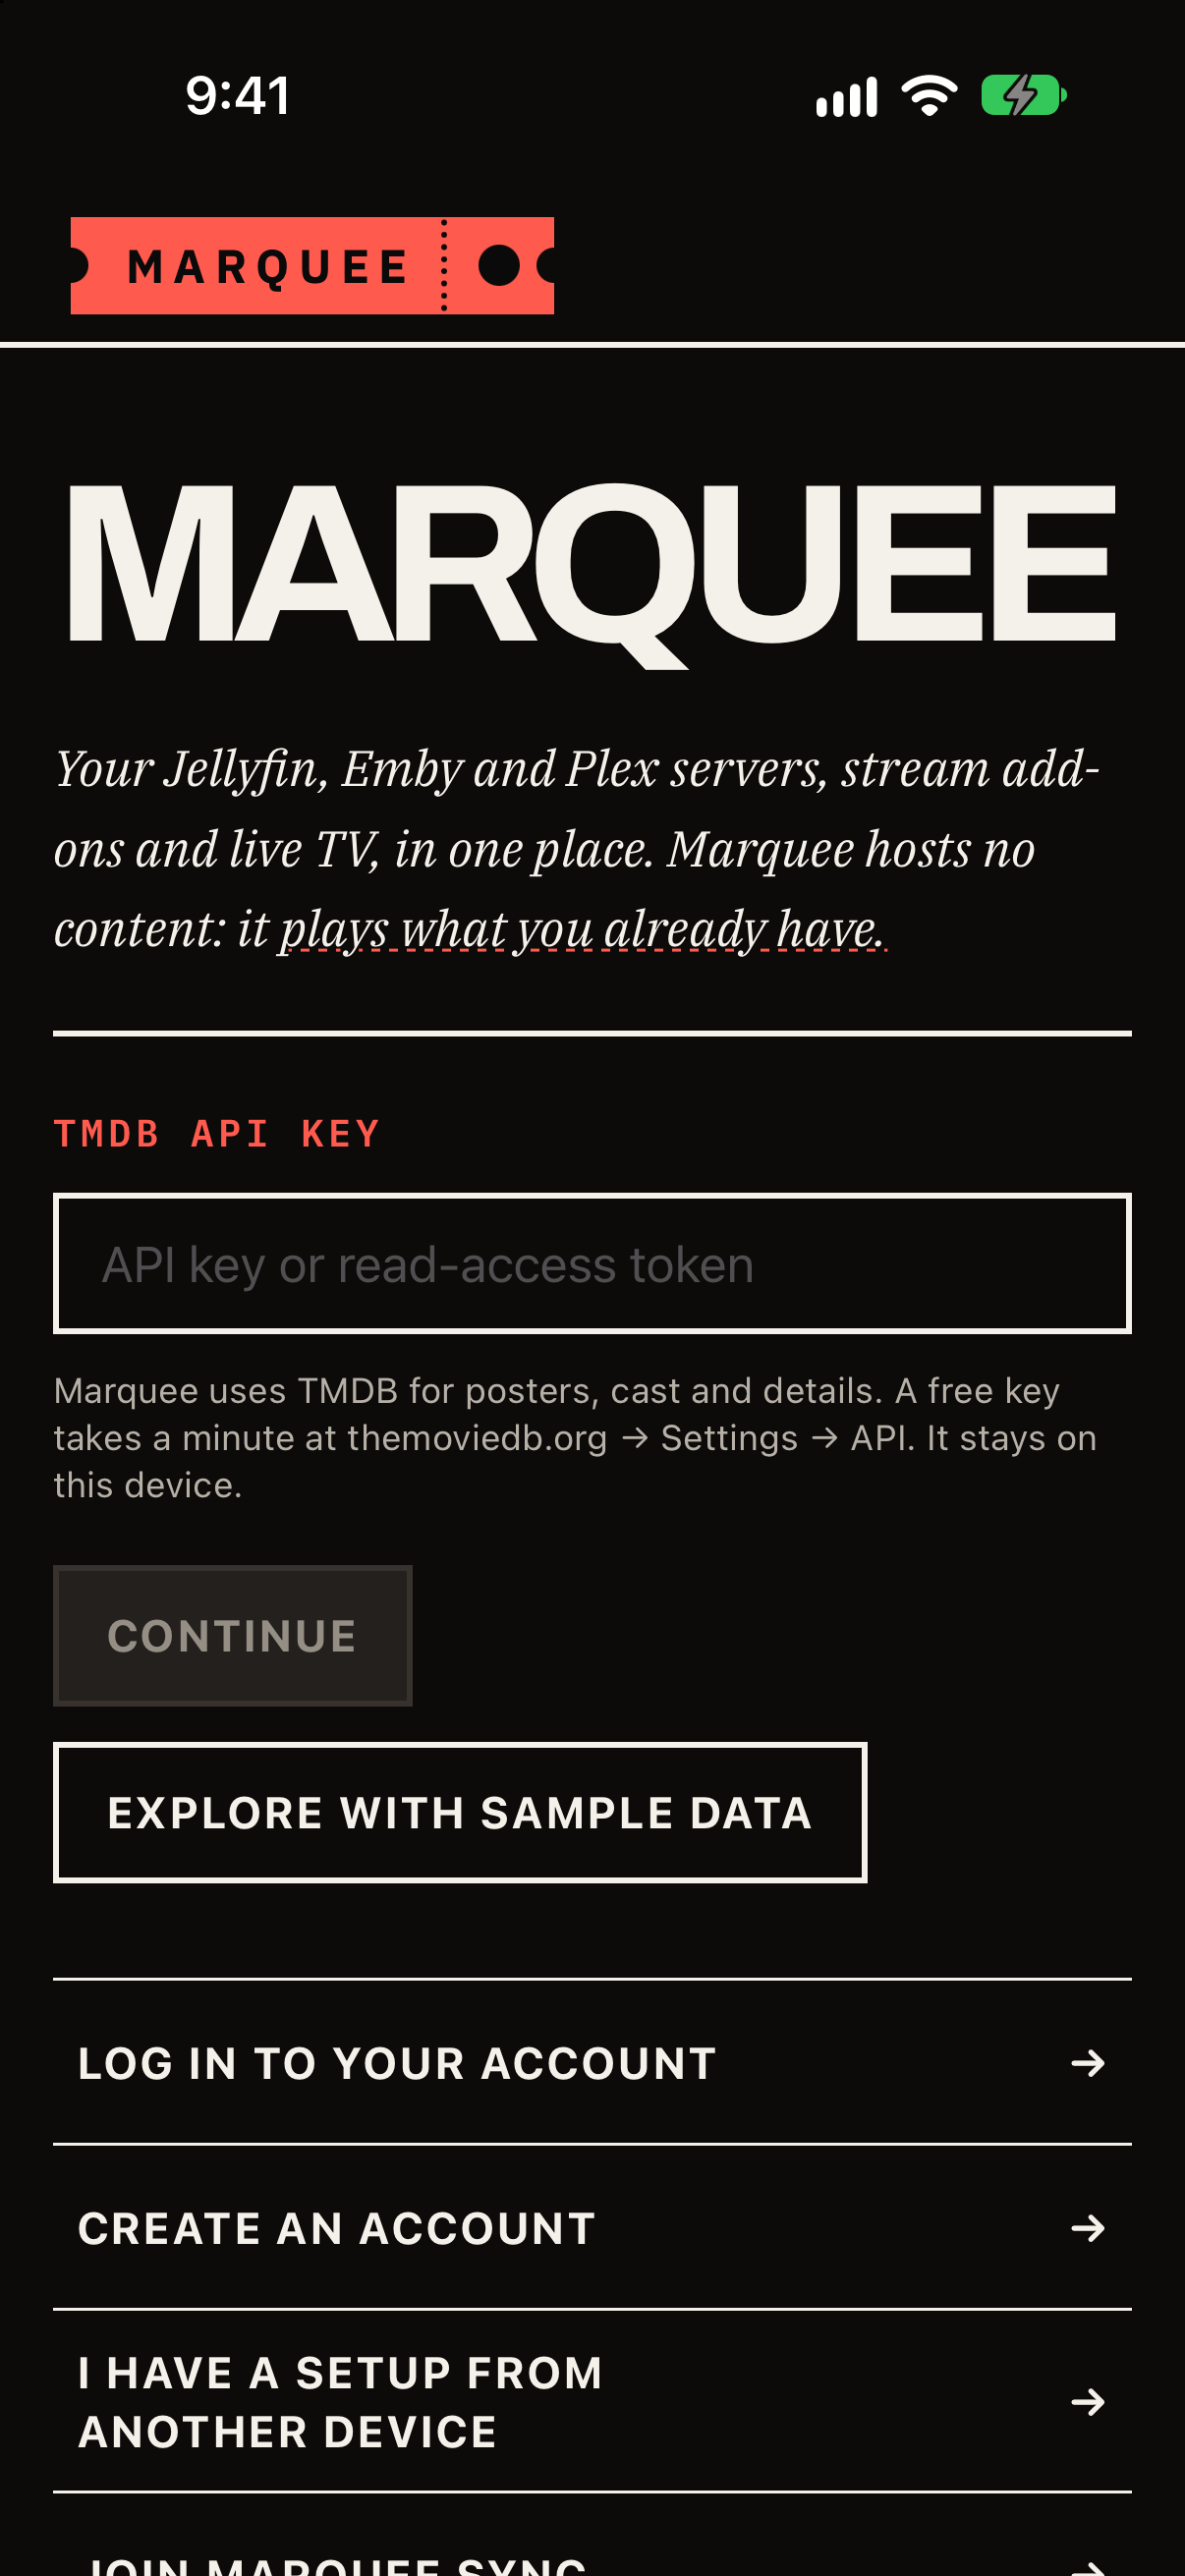 9:41
MARQUEE
MARQUEE
Your Jellyfin, Emby and Plex servers, stream add-
ons and live TV, in one place. Marquee hosts no
content: it plays what you already have.
TMDB API KEY
API key or read-access token
Marquee uses TMDB for posters, cast and details. A free key
takes a minute at themoviedb.org → Settings → API. It stays on
this device.
CONTINUE
EXPLORE WITH SAMPLE DATA
LOG IN TO YOUR ACCOUNT →
CREATE AN ACCOUNT →
I HAVE A SETUP FROM
ANOTHER DEVICE →
JOIN MARQUEE SYNC →